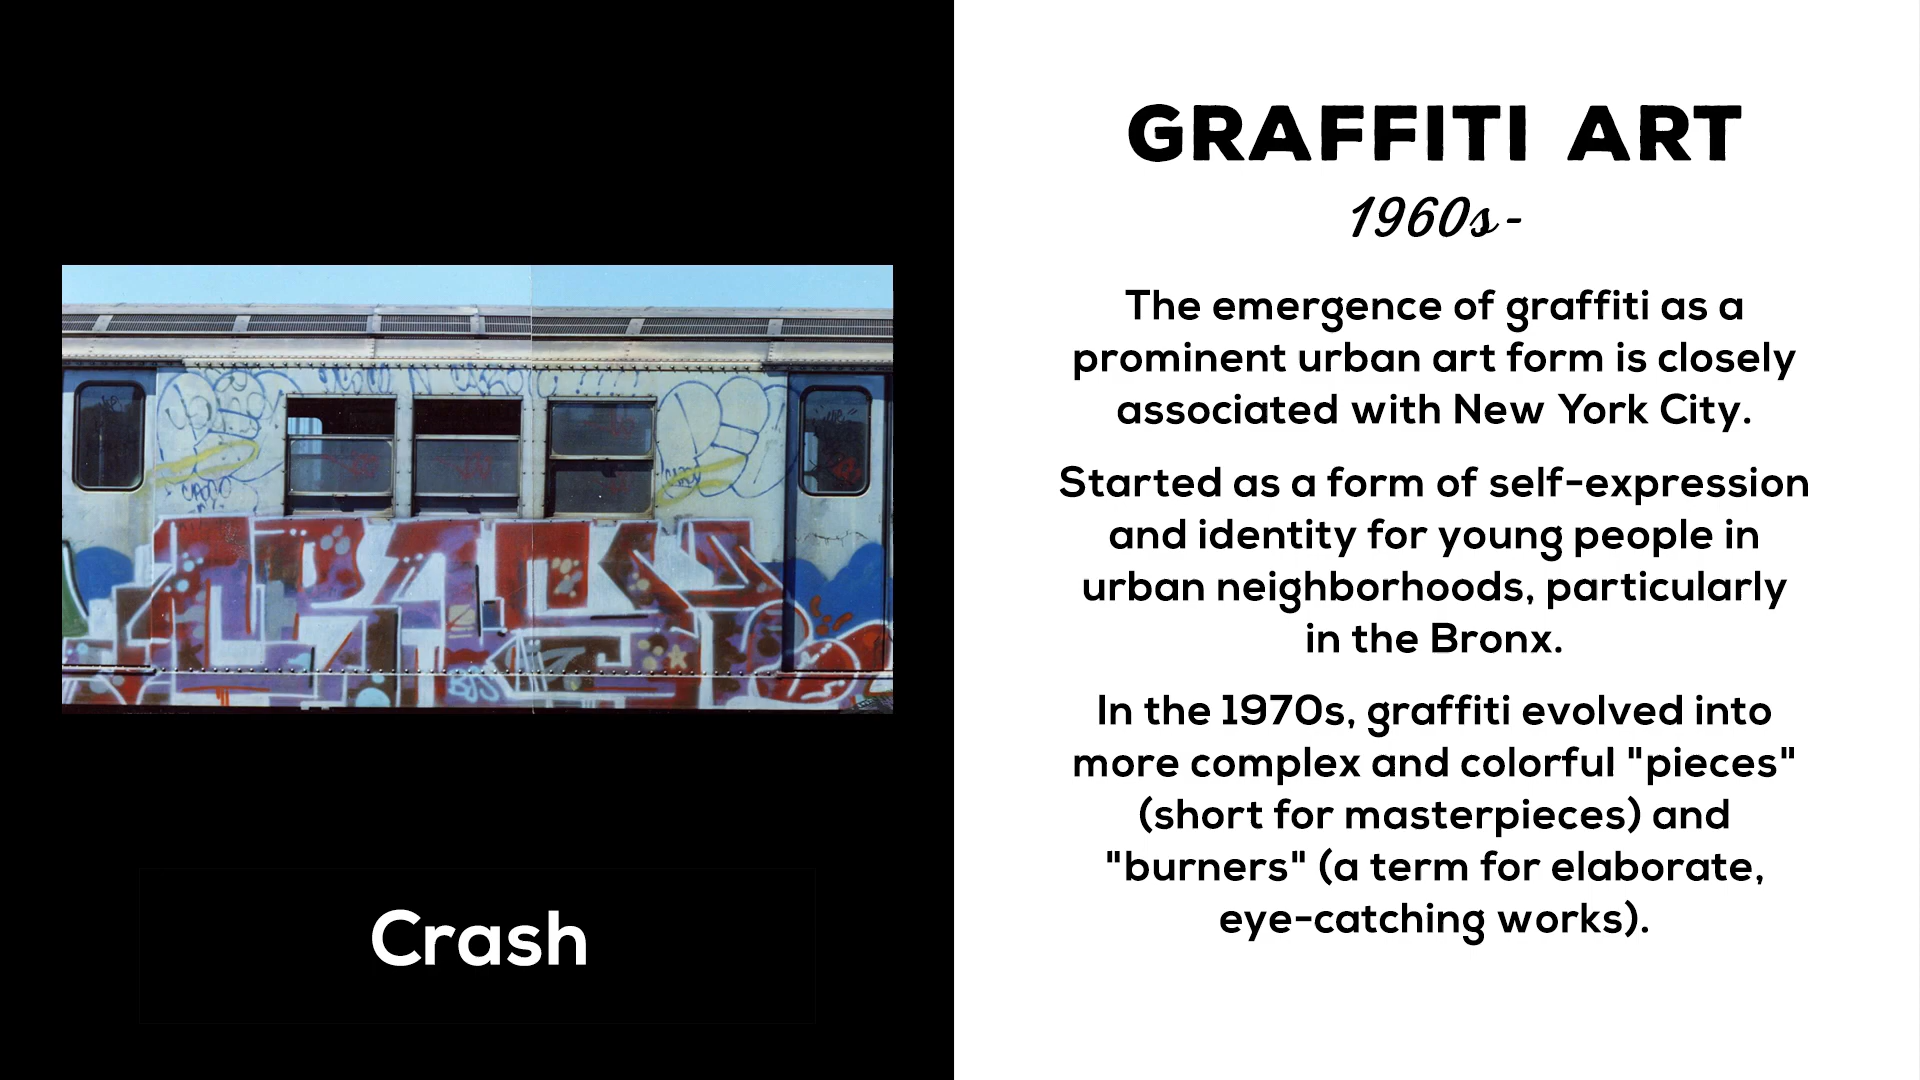 GRAFFITI ART
1960s-
The emergence of graffiti as a
prominent urban art form is closely
associated with New York City.
Started as a form of self-expression
and identity for young people in
urban neighborhoods, particularly
in the Bronx.
In the 1970s, graffiti evolved into
more complex and colorful "pieces"
(short for masterpieces) and
"burners" (a term for elaborate,
eye-catching works).
Crash